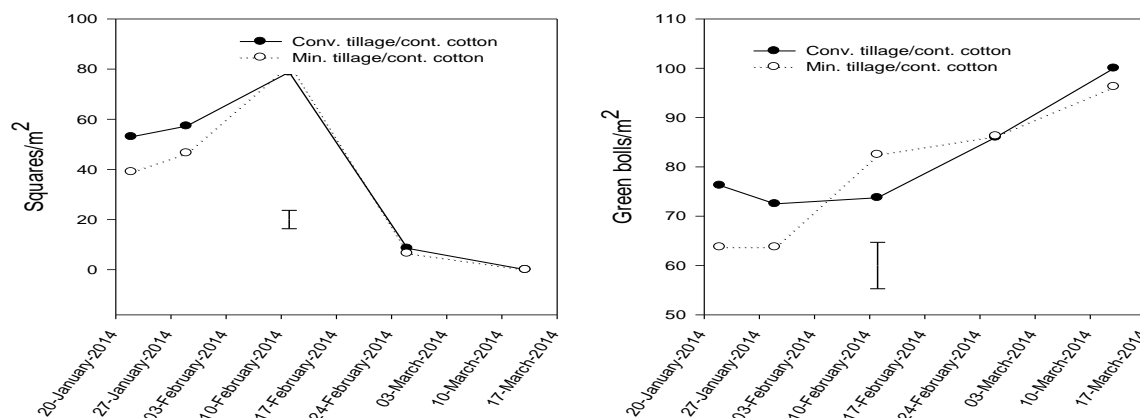 100
80
60
40
20
0
Squares/m²
Conv. tillage/cont. cotton
Min. tillage/cont. cotton
20-January-2014
27-January-2014
03-February-2014
10-February-2014
17-February-2014
24-February-2014
03-March-2014
10-March-2014
17-March-2014
110
100
90
80
70
60
50
Green bolls/m²
Conv. tillage/cont. cotton
Min. tillage/cont. cotton
20-January-2014
27-January-2014
03-February-2014
10-February-2014
17-February-2014
24-February-2014
03-March-2014
10-March-2014
17-March-2014